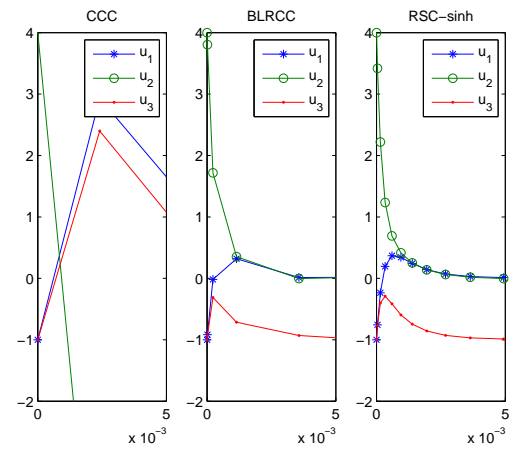 CCC
4
3
2
1
0
−1
−2
0
5
x 10⁻³
u₁
u₂
u₃
BLRCC
4
3
2
1
0
−1
−2
0
5
x 10⁻³
u₁
u₂
u₃
RSC−sinh
4
3
2
1
0
−1
−2
0
5
x 10⁻³
u₁
u₂
u₃